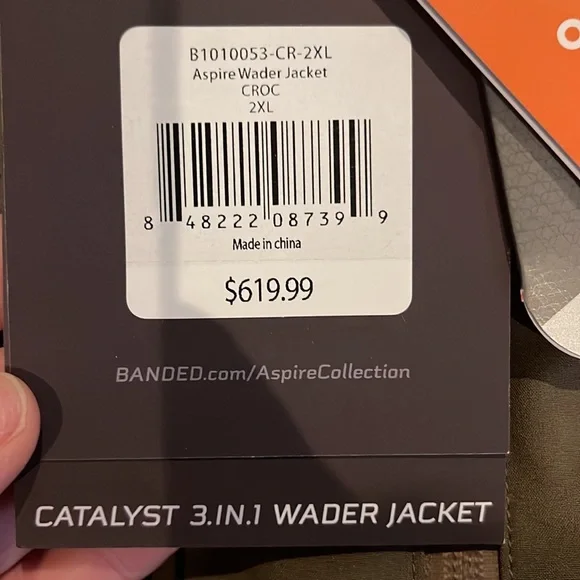 B1010053-CR-2XL
Aspire Wader Jacket
CROC
2XL
8 48222 08739 9
Made in china
$619.99
BANDED.com/AspireCollection
CATALYST 3.IN.1 WADER JACKET